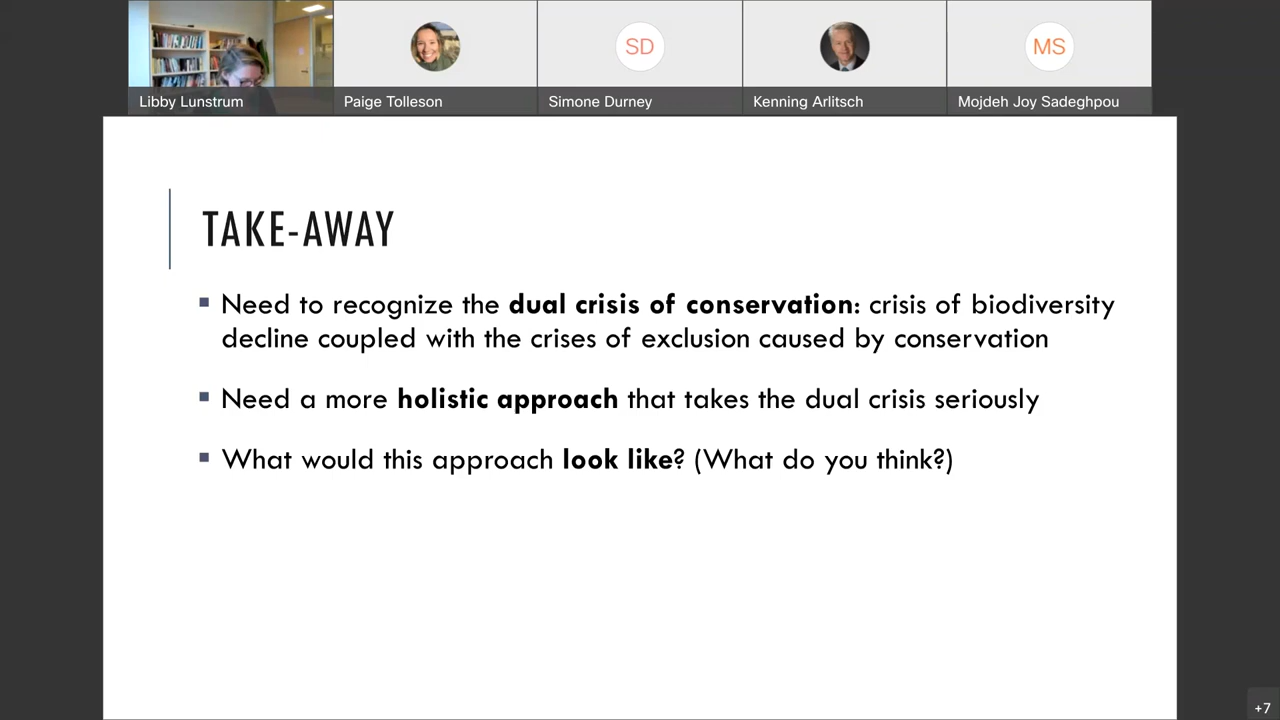 Libby Lunstrum
Paige Tolleson
SD
Simone Durney
Kenning Arlitsch
MS
Mojdeh Joy Sadeghpou
TAKE-AWAY
▪ Need to recognize the dual crisis of conservation: crisis of biodiversity
decline coupled with the crises of exclusion caused by conservation
▪ Need a more holistic approach that takes the dual crisis seriously
▪ What would this approach look like? (What do you think?)
+7